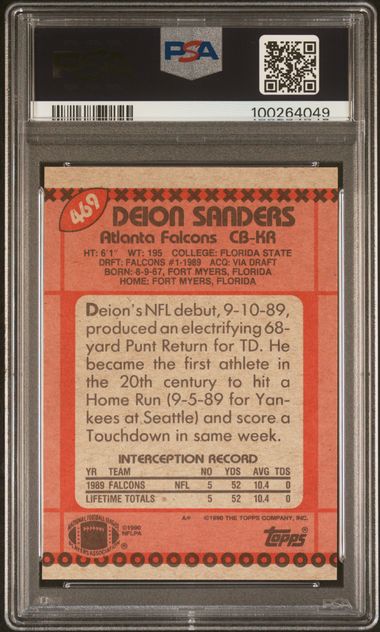 PSA
100264049
469
DEION SANDERS
Atlanta Falcons CB-KR
HT: 6'1" WT: 195 COLLEGE: FLORIDA STATE
DRFT: FALCONS #1-1989 ACQ: VIA DRAFT
BORN: 8-9-67, FORT MYERS, FLORIDA
HOME: FORT MYERS, FLORIDA
Deion's NFL debut, 9-10-89,
produced an electrifying 68-
yard Punt Return for TD. He
became the first athlete in
the 20th century to hit a
Home Run (9-5-89 for Yan-
kees at Seattle) and score a
Touchdown in same week.
INTERCEPTION RECORD
YR TEAM NO YDS AVG TDS
1989 FALCONS NFL 5 52 10.4 0
LIFETIME TOTALS 5 52 10.4 0
A* ©1990 THE TOPPS COMPANY, INC.
NATIONAL FOOTBALL LEAGUE
PLAYERS ASSOCIATION
©1990
NFLPA
Topps